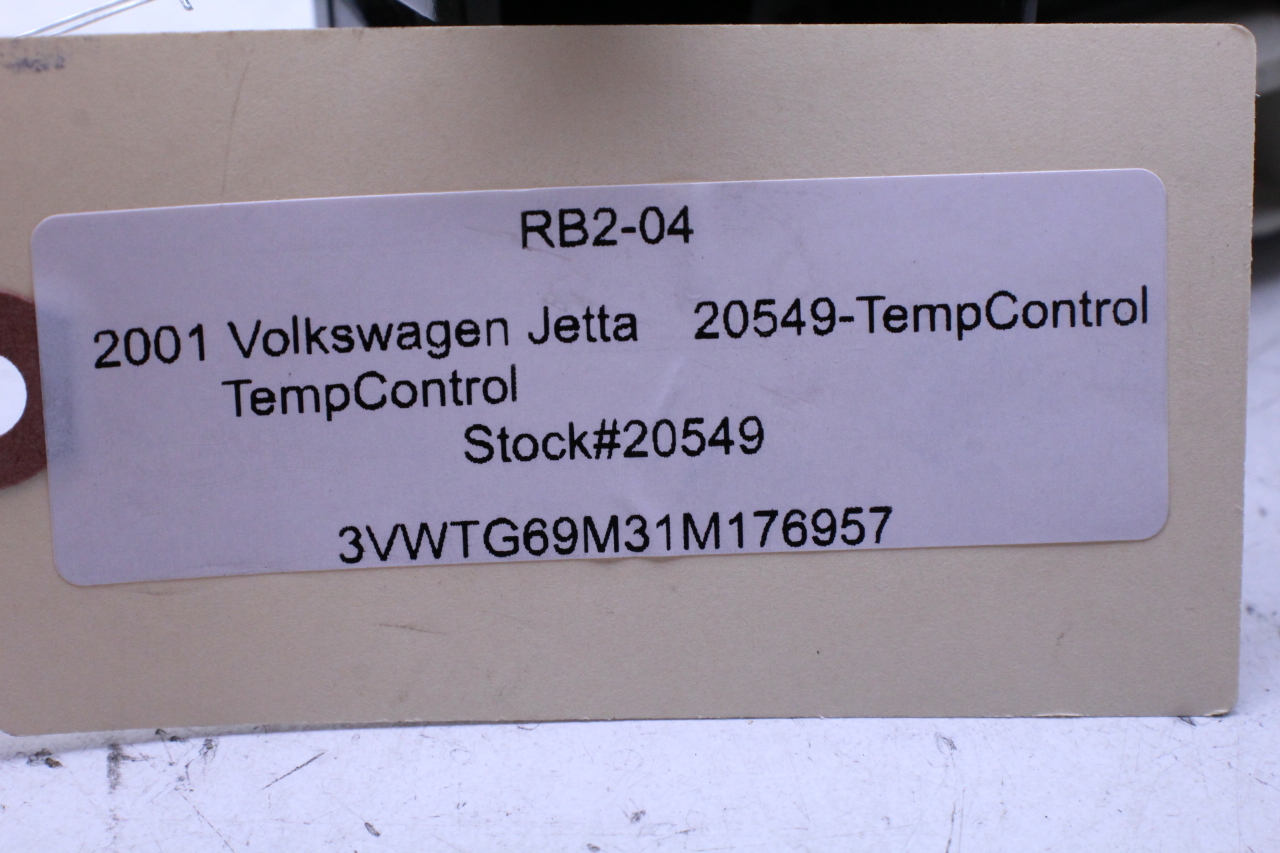 RB2-04
2001 Volkswagen Jetta 20549-TempControl
TempControl
Stock#20549
3VWTG69M31M176957